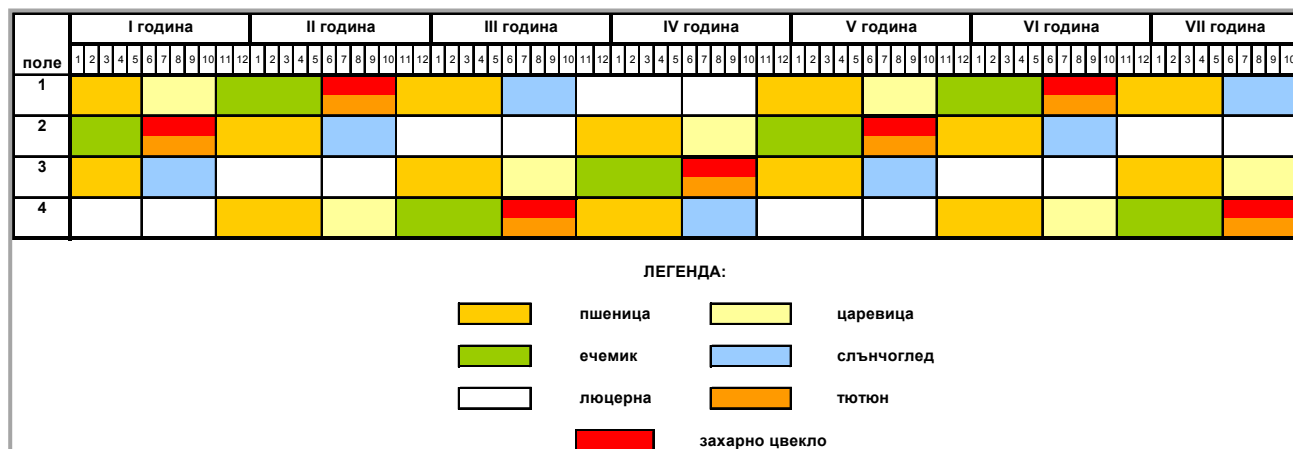 I година II година III година IV година V година VI година VII година
поле 1 2 3 4 5 6 7 8 9 10 11 12 1 2 3 4 5 6 7 8 9 10 11 12 1 2 3 4 5 6 7 8 9 10 11 12 1 2 3 4 5 6 7 8 9 10 11 12 1 2 3 4 5 6 7 8 9 10 11 12 1 2 3 4 5 6 7 8 9 10 11 12 1 2 3 4 5 6 7 8 9 10
1
2
3
4
ЛЕГЕНДА:
пшеница царевица
ечемик слънчоглед
люцерна тютюн
захарно цвекло